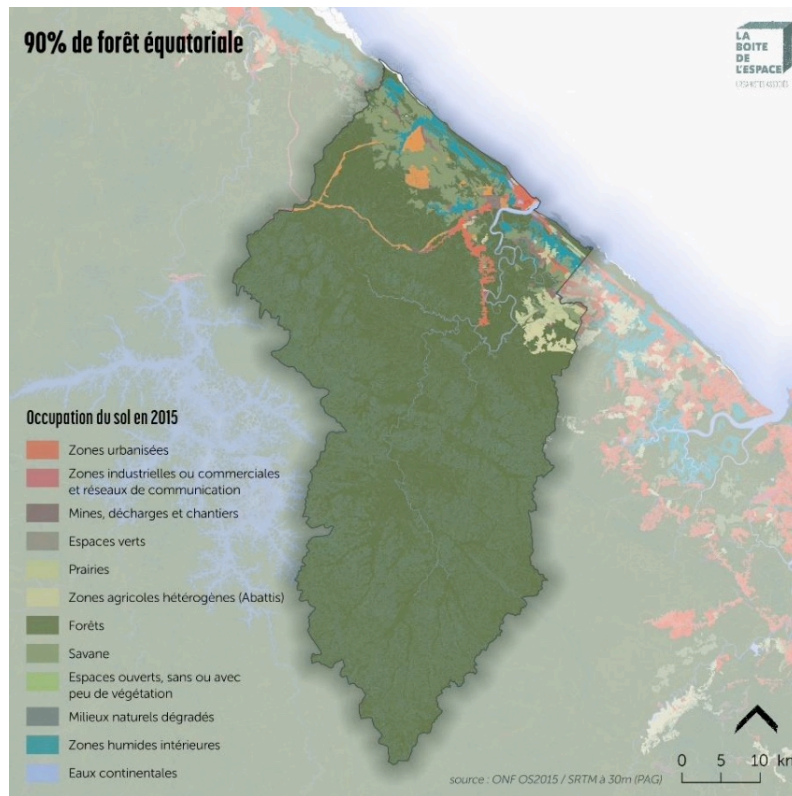 90% de forêt équatoriale
LA
BOITE
DE
L'ESPACE
Occupation du sol en 2015
Zones urbanisées
Zones industrielles ou commerciales
et réseaux de communication
Mines, décharges et chantiers
Espaces verts
Prairies
Zones agricoles hétérogènes (Abattis)
Forêts
Savane
Espaces ouverts, sans ou avec
peu de végétation
Milieux naturels dégradés
Zones humides intérieures
Eaux continentales
source : ONF OS2015 / SRTM à 30m (PAG)
0 5 10 km